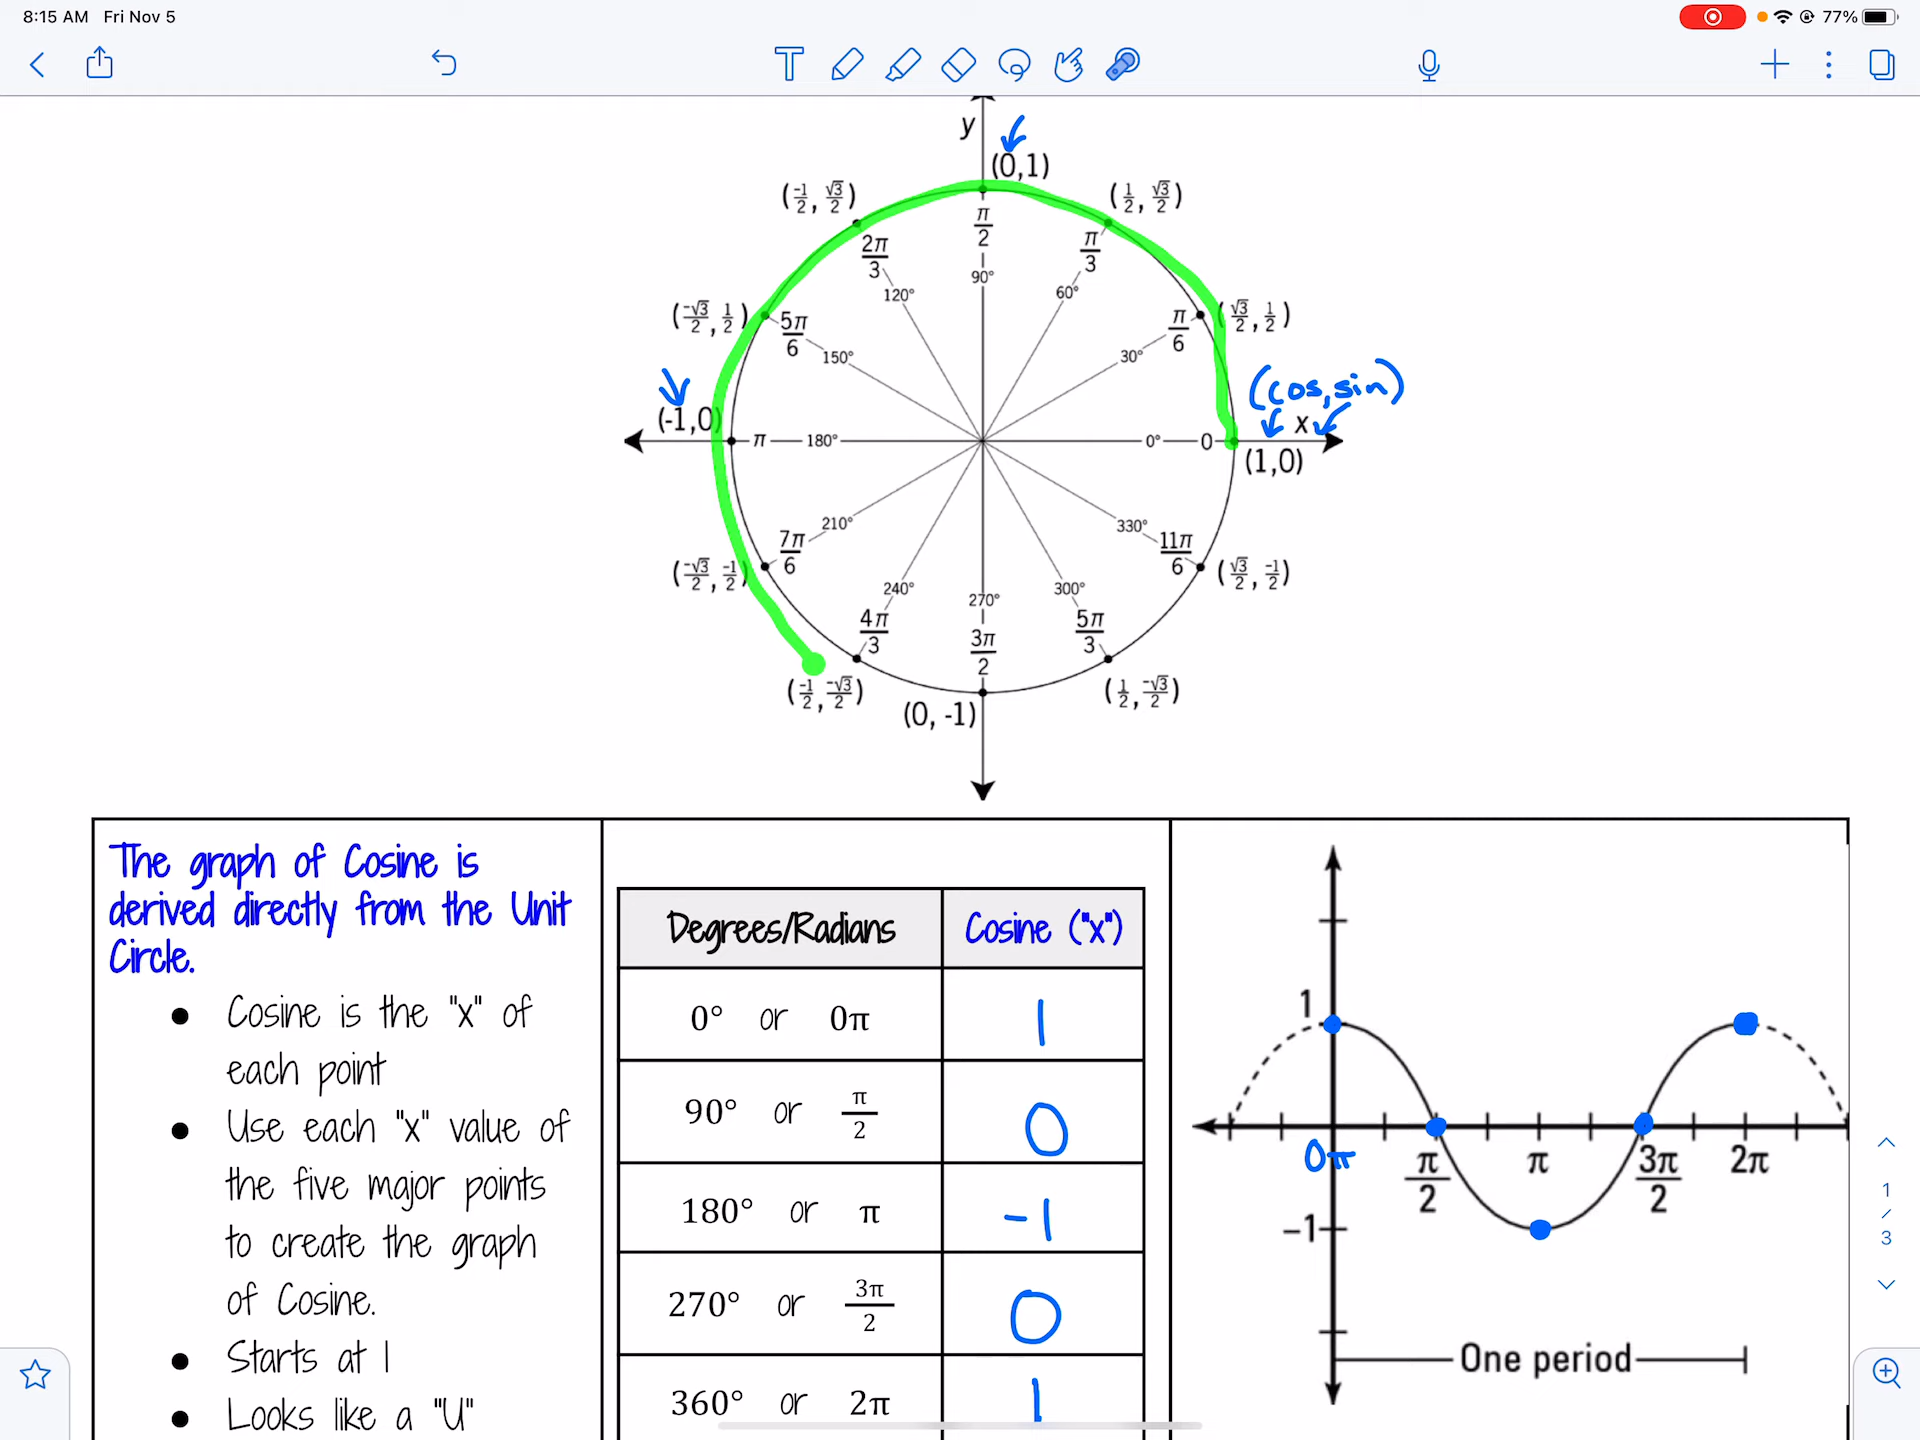 8:15 AM Fri Nov 5
77%
y
(0,1)
(-1/2, √3/2)
(1/2, √3/2)
π/2
2π/3
π/3
90°
120°
60°
(-√3/2, 1/2)
5π/6
π/6
(√3/2, 1/2)
150°
30°
(cos, sin)
(-1,0)
x
π
180°
0°
0
(1,0)
210°
330°
7π/6
11π/6
(-√3/2, -1/2)
(√3/2, -1/2)
240°
270°
300°
4π/3
3π/2
5π/3
(-1/2, -√3/2)
(1/2, -√3/2)
(0, -1)
The graph of Cosine is
derived directly from the Unit
Circle.
● Cosine is the "x" of
each point
● Use each "x" value of
the five major points
to create the graph
of Cosine.
● Starts at 1
● Looks like a "U"
Degrees/Radians Cosine ("x")
0° or 0π 1
90° or π/2 0
180° or π -1
270° or 3π/2 0
360° or 2π 1
1
0π
π/2
π
3π/2
2π
-1
One period
1
/
3